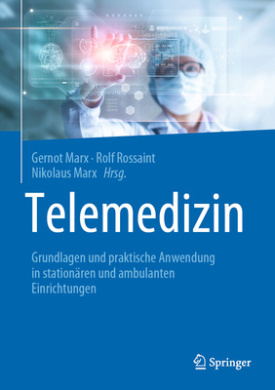 Gernot Marx · Rolf Rossaint
Nikolaus Marx Hrsg.
Telemedizin
Grundlagen und praktische Anwendung
in stationären und ambulanten
Einrichtungen
Springer